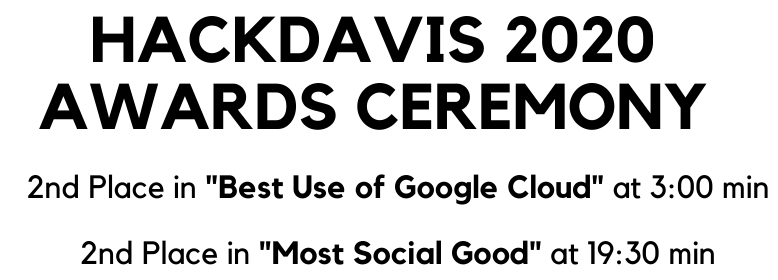 HACKDAVIS 2020
AWARDS CEREMONY
2nd Place in "Best Use of Google Cloud" at 3:00 min
2nd Place in "Most Social Good" at 19:30 min